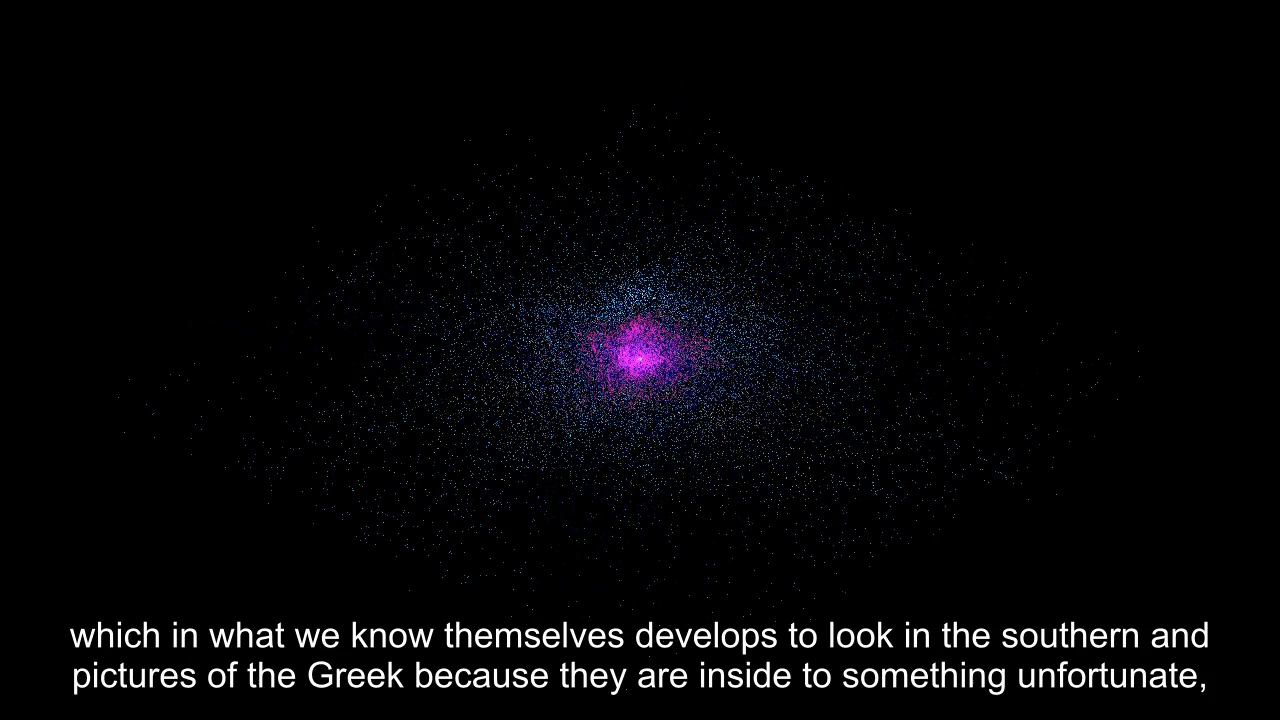 which in what we know themselves develops to look in the southern and
pictures of the Greek because they are inside to something unfortunate,